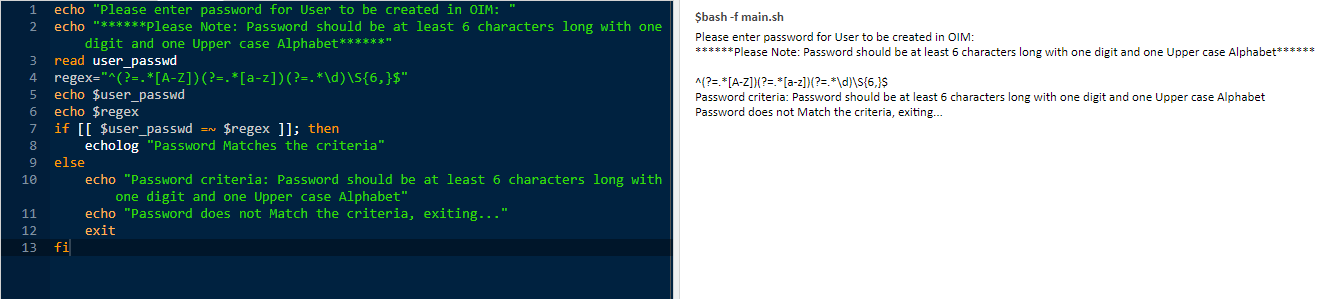 1 echo "Please enter password for User to be created in OIM: "
2 echo "******Please Note: Password should be at least 6 characters long with one
digit and one Upper case Alphabet******"
3 read user_passwd
4 regex="^(?=.*[A-Z])(?=.*[a-z])(?=.*\d)\S{6,}$"
5 echo $user_passwd
6 echo $regex
7 if [[ $user_passwd =~ $regex ]]; then
8 echolog "Password Matches the criteria"
9 else
10 echo "Password criteria: Password should be at least 6 characters long with
one digit and one Upper case Alphabet"
11 echo "Password does not Match the criteria, exiting..."
12 exit
13 fi
$bash -f main.sh
Please enter password for User to be created in OIM:
******Please Note: Password should be at least 6 characters long with one digit and one Upper case Alphabet******
^(?=.*[A-Z])(?=.*[a-z])(?=.*\d)\S{6,}$
Password criteria: Password should be at least 6 characters long with one digit and one Upper case Alphabet
Password does not Match the criteria, exiting...